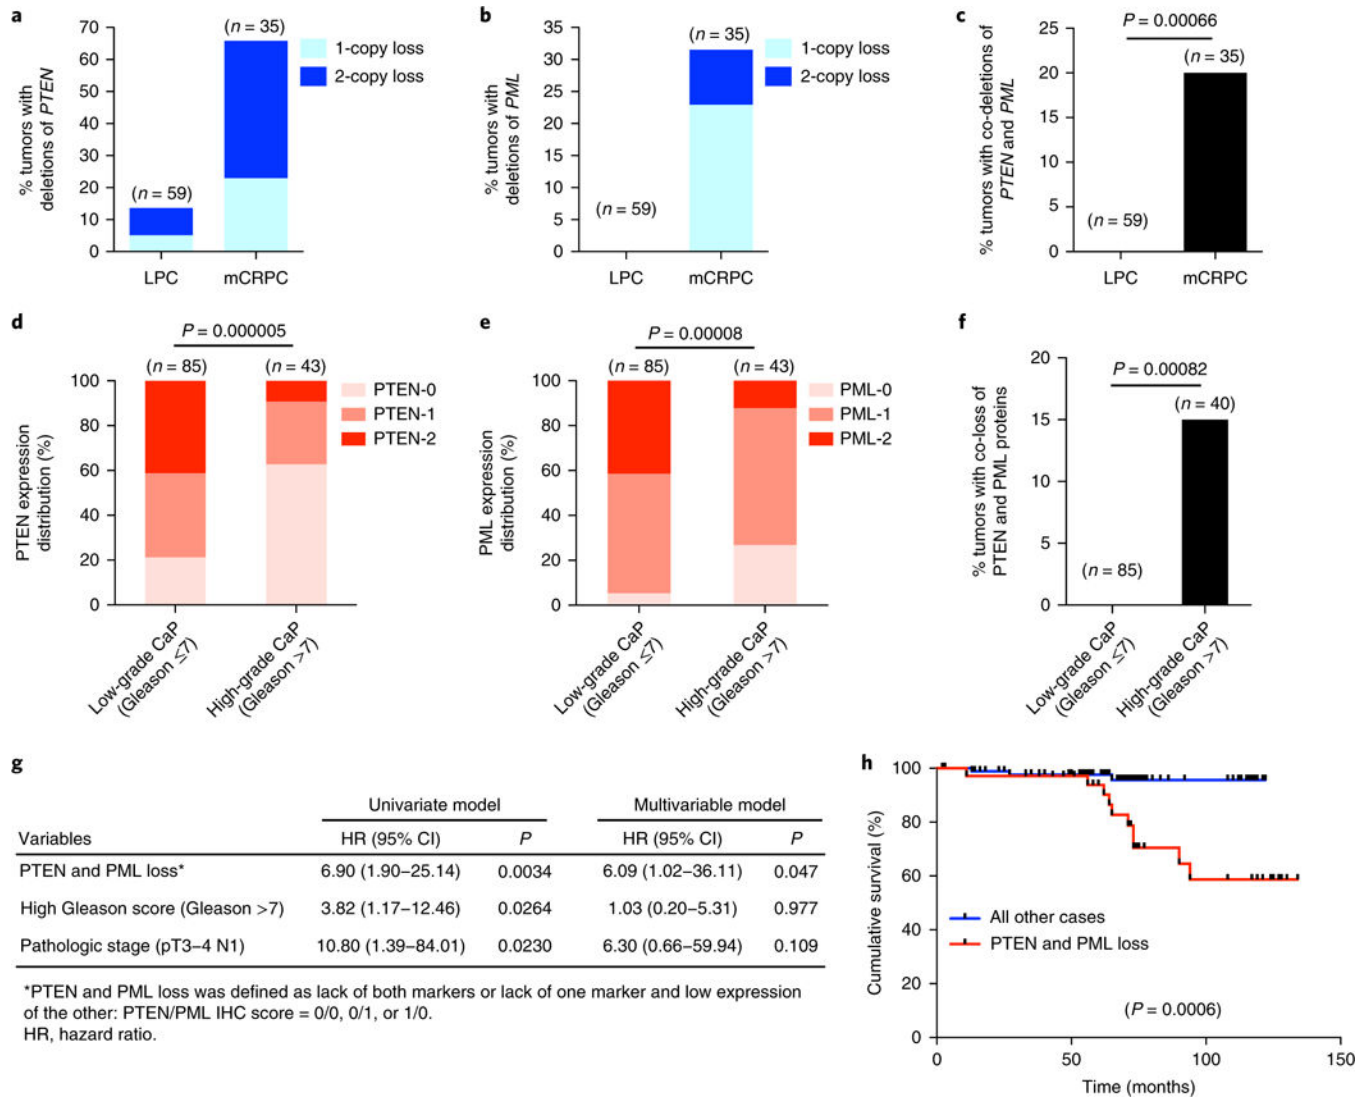 a
% tumors with
deletions of PTEN
70
60
50
40
30
20
10
0
(n = 59)
(n = 35)
LPC
mCRPC
1-copy loss
2-copy loss
b
% tumors with
deletions of PML
35
30
25
20
15
10
5
0
(n = 59)
(n = 35)
LPC
mCRPC
1-copy loss
2-copy loss
c
% tumors with co-deletions of
PTEN and PML
25
20
15
10
5
0
P = 0.00066
(n = 59)
(n = 35)
LPC
mCRPC
d
PTEN expression
distribution (%)
100
80
60
40
20
0
P = 0.000005
(n = 85)
(n = 43)
PTEN-0
PTEN-1
PTEN-2
Low-grade CaP
(Gleason ≤7)
High-grade CaP
(Gleason >7)
e
PML expression
distribution (%)
100
80
60
40
20
0
P = 0.00008
(n = 85)
(n = 43)
PML-0
PML-1
PML-2
Low-grade CaP
(Gleason ≤7)
High-grade CaP
(Gleason >7)
f
% tumors with co-loss of
PTEN and PML proteins
20
15
10
5
0
P = 0.00082
(n = 85)
(n = 40)
Low-grade CaP
(Gleason ≤7)
High-grade CaP
(Gleason >7)
g
Univariate model Multivariable model
Variables HR (95% CI) P HR (95% CI) P
PTEN and PML loss* 6.90 (1.90–25.14) 0.0034 6.09 (1.02–36.11) 0.047
High Gleason score (Gleason >7) 3.82 (1.17–12.46) 0.0264 1.03 (0.20–5.31) 0.977
Pathologic stage (pT3–4 N1) 10.80 (1.39–84.01) 0.0230 6.30 (0.66–59.94) 0.109
*PTEN and PML loss was defined as lack of both markers or lack of one marker and low expression
of the other: PTEN/PML IHC score = 0/0, 0/1, or 1/0.
HR, hazard ratio.
h
Cumulative survival (%)
100
80
60
40
20
0
All other cases
PTEN and PML loss
(P = 0.0006)
0
50
100
150
Time (months)